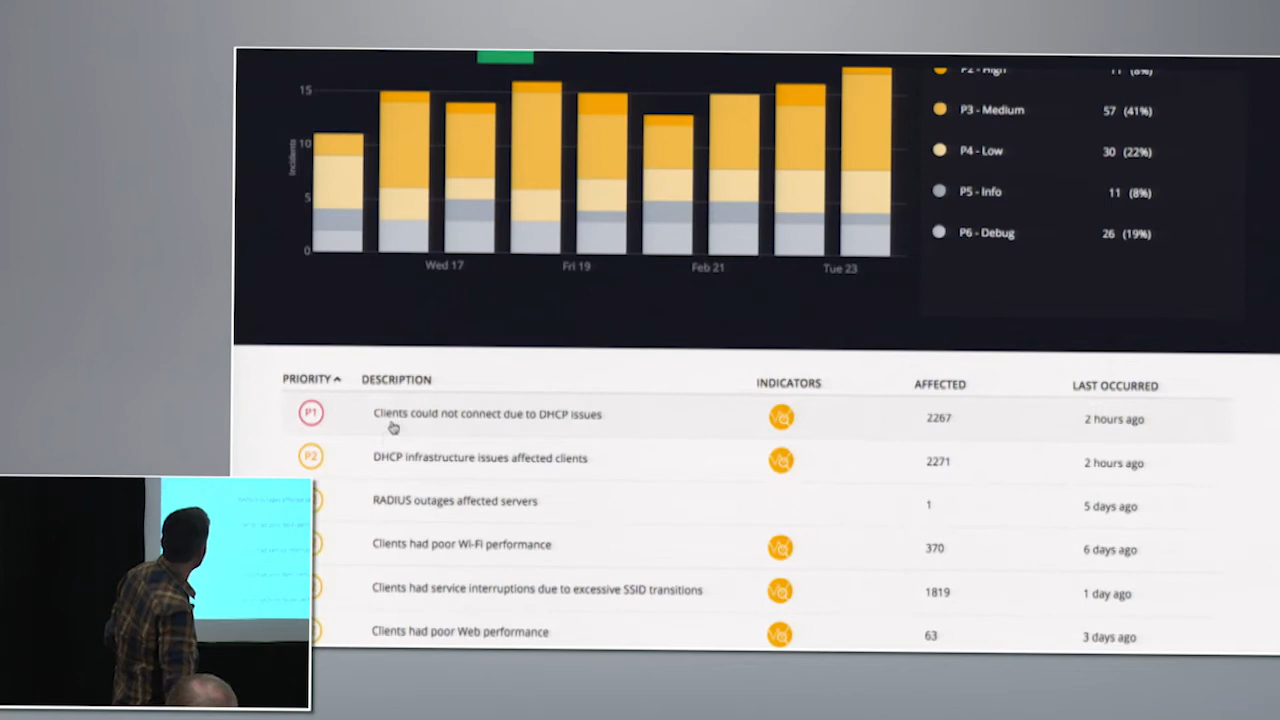 P2 - High 11 (8%)
15
P3 - Medium 57 (41%)
10
P4 - Low 30 (22%)
Incidents
5
P5 - Info 11 (8%)
P6 - Debug 26 (19%)
0
Wed 17 Fri 19 Feb 21 Tue 23
PRIORITY DESCRIPTION INDICATORS AFFECTED LAST OCCURRED
P1 Clients could not connect due to DHCP issues 2267 2 hours ago
P2 DHCP infrastructure issues affected clients 2271 2 hours ago
RADIUS outages affected servers 1 5 days ago
Clients had poor Wi-Fi performance 370 6 days ago
Clients had service interruptions due to excessive SSID transitions 1819 1 day ago
Clients had poor Web performance 63 3 days ago